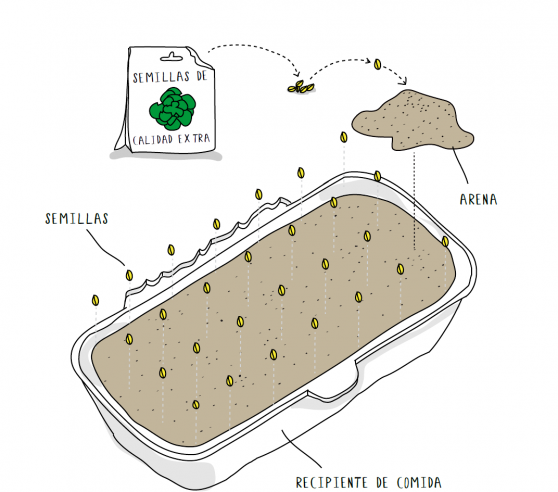 SEMILLAS DE
CALIDAD EXTRA
ARENA
SEMILLAS
RECIPIENTE DE COMIDA